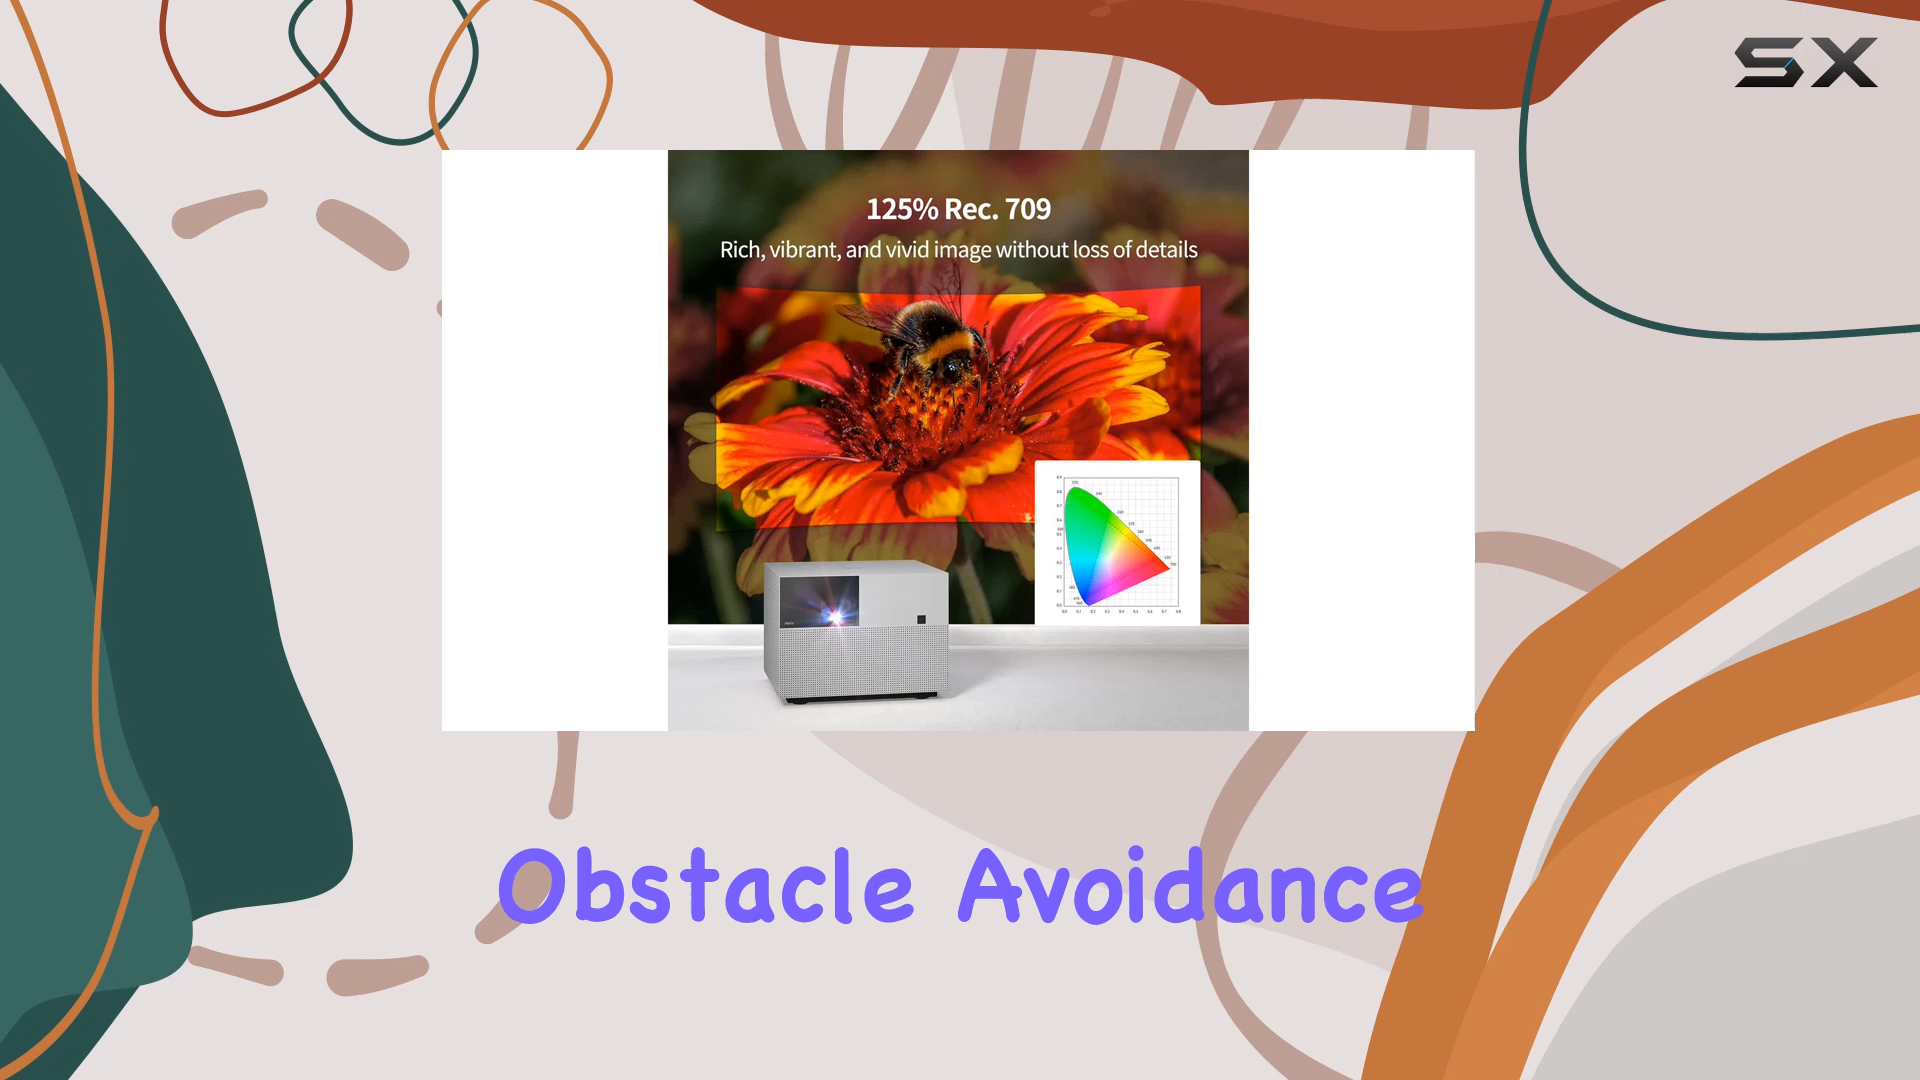 SX
125% Rec. 709
Rich, vibrant, and vivid image without loss of details
Obstacle Avoidance